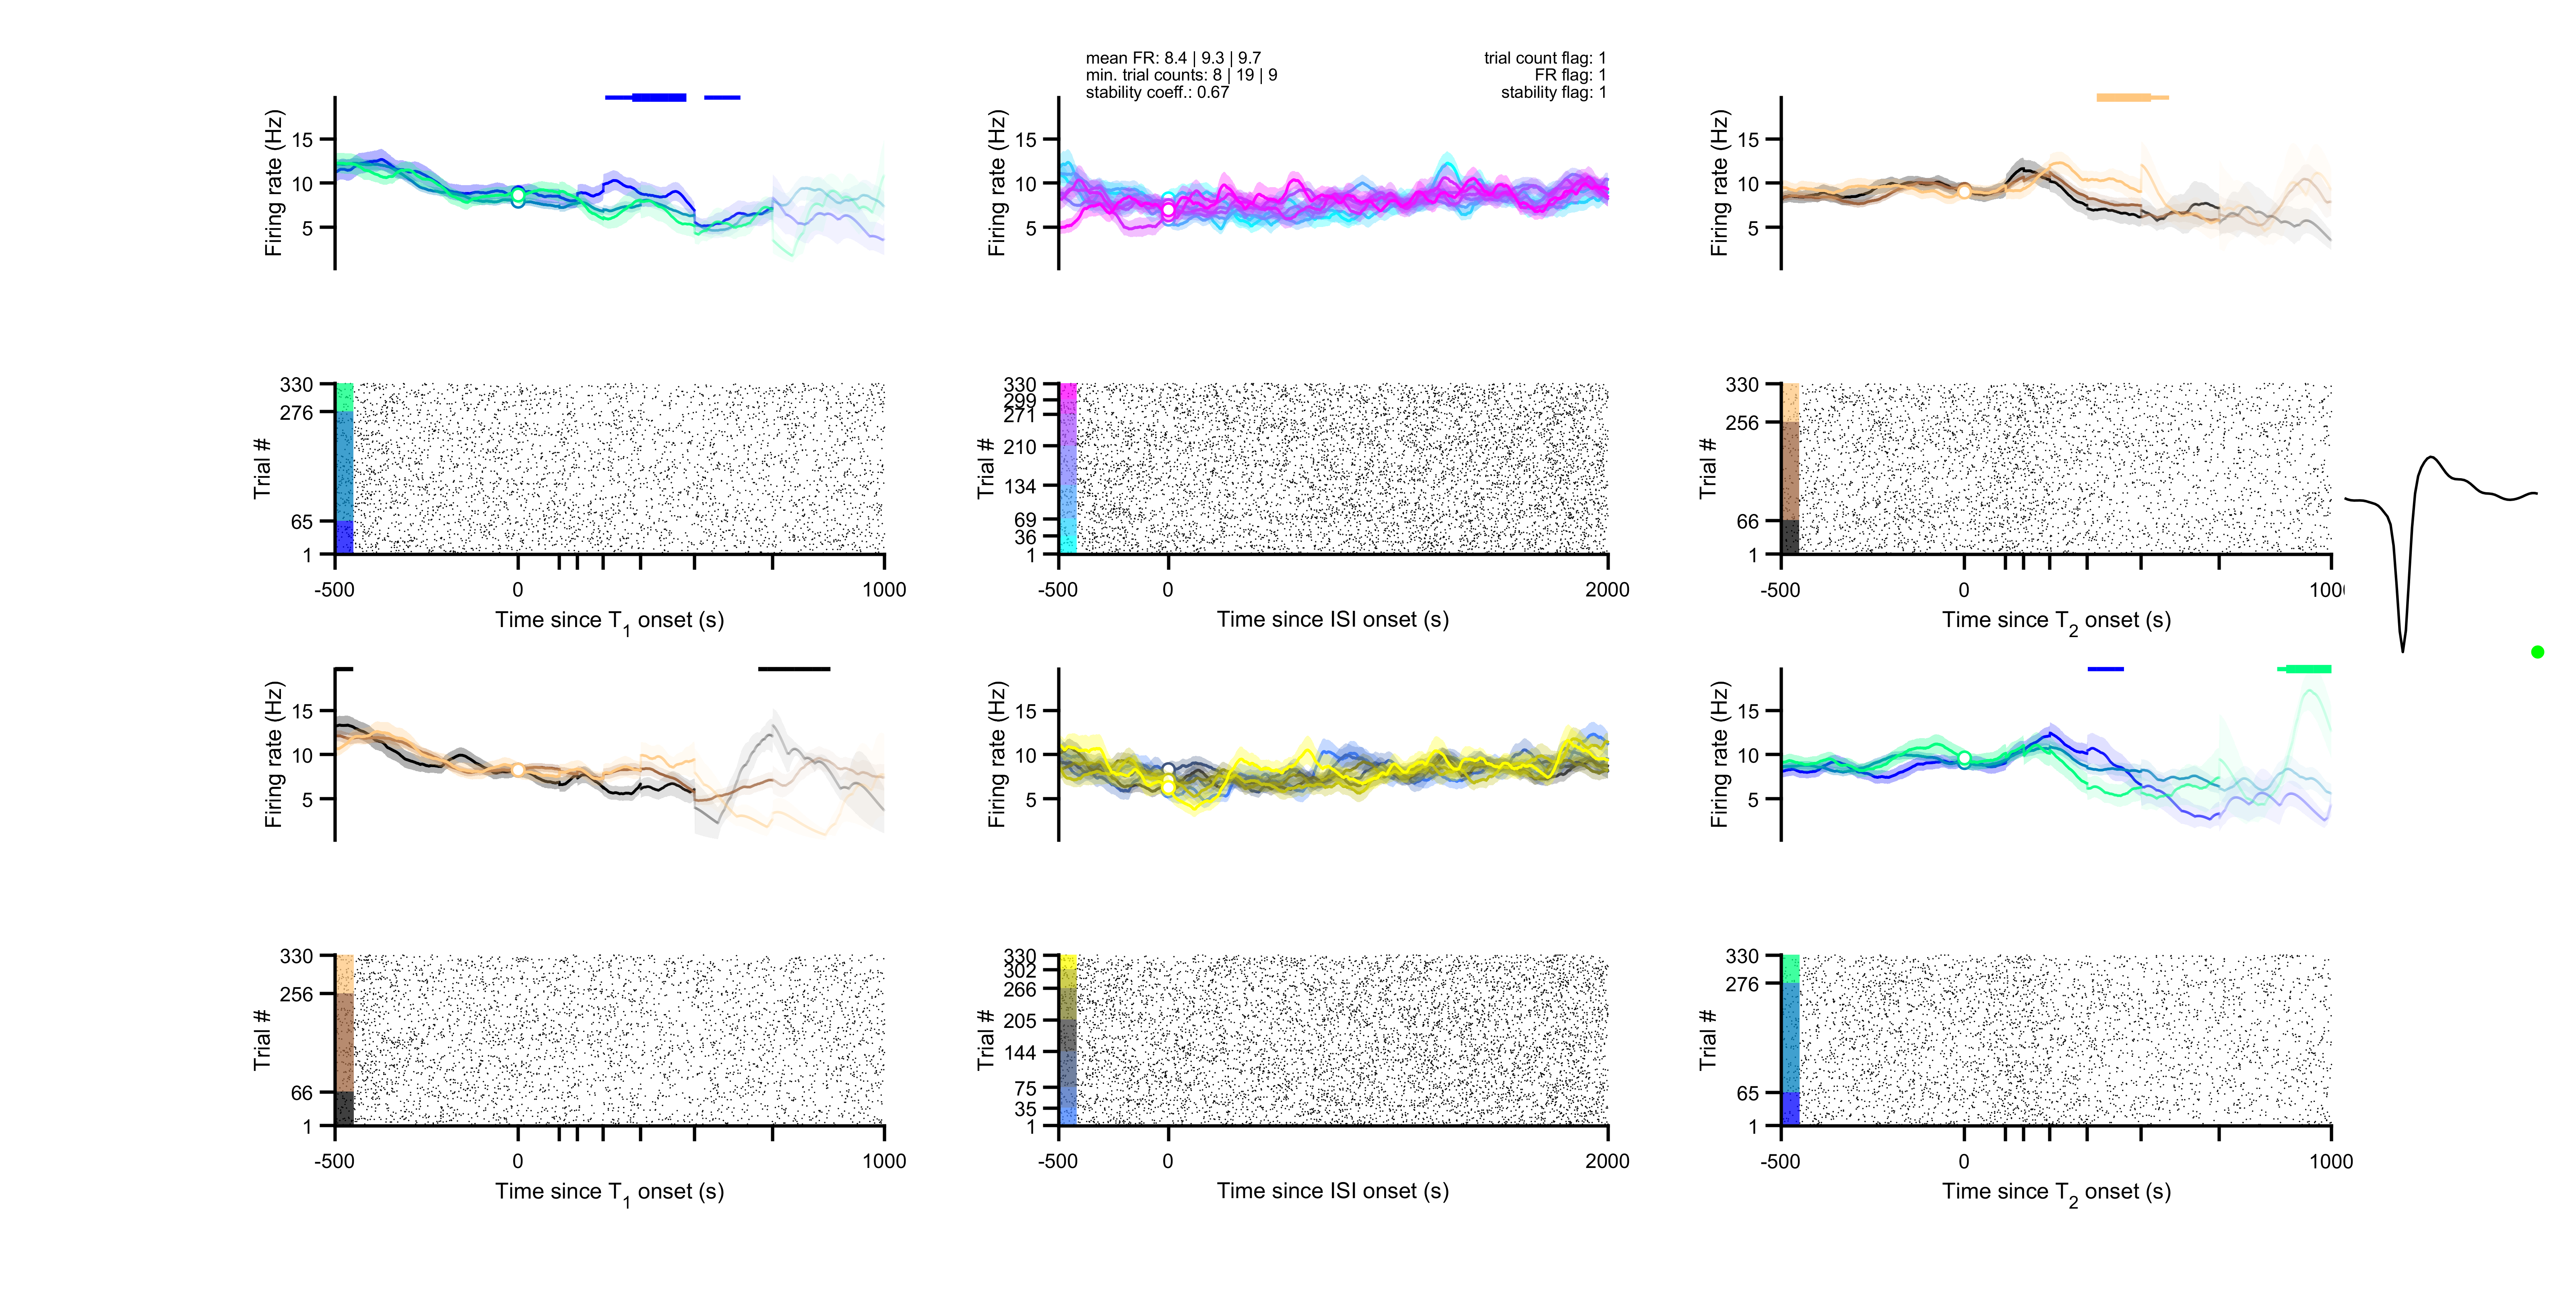 mean FR: 8.4 | 9.3 | 9.7
min. trial counts: 8 | 19 | 9
stability coeff.: 0.67
trial count flag: 1
FR flag: 1
stability flag: 1
Firing rate (Hz)
15
10
5
Firing rate (Hz)
15
10
5
Firing rate (Hz)
15
10
5
Trial #
330
276
65
1
-500
0
1000
Time since T1 onset (s)
Trial #
330
299
271
210
134
69
36
1
-500
0
2000
Time since ISI onset (s)
Trial #
330
256
66
1
-500
0
100
Time since T2 onset (s)
Firing rate (Hz)
15
10
5
Firing rate (Hz)
15
10
5
Firing rate (Hz)
15
10
5
Trial #
330
256
66
1
-500
0
1000
Time since T1 onset (s)
Trial #
330
302
266
205
144
75
35
1
-500
0
2000
Time since ISI onset (s)
Trial #
330
276
65
1
-500
0
1000
Time since T2 onset (s)